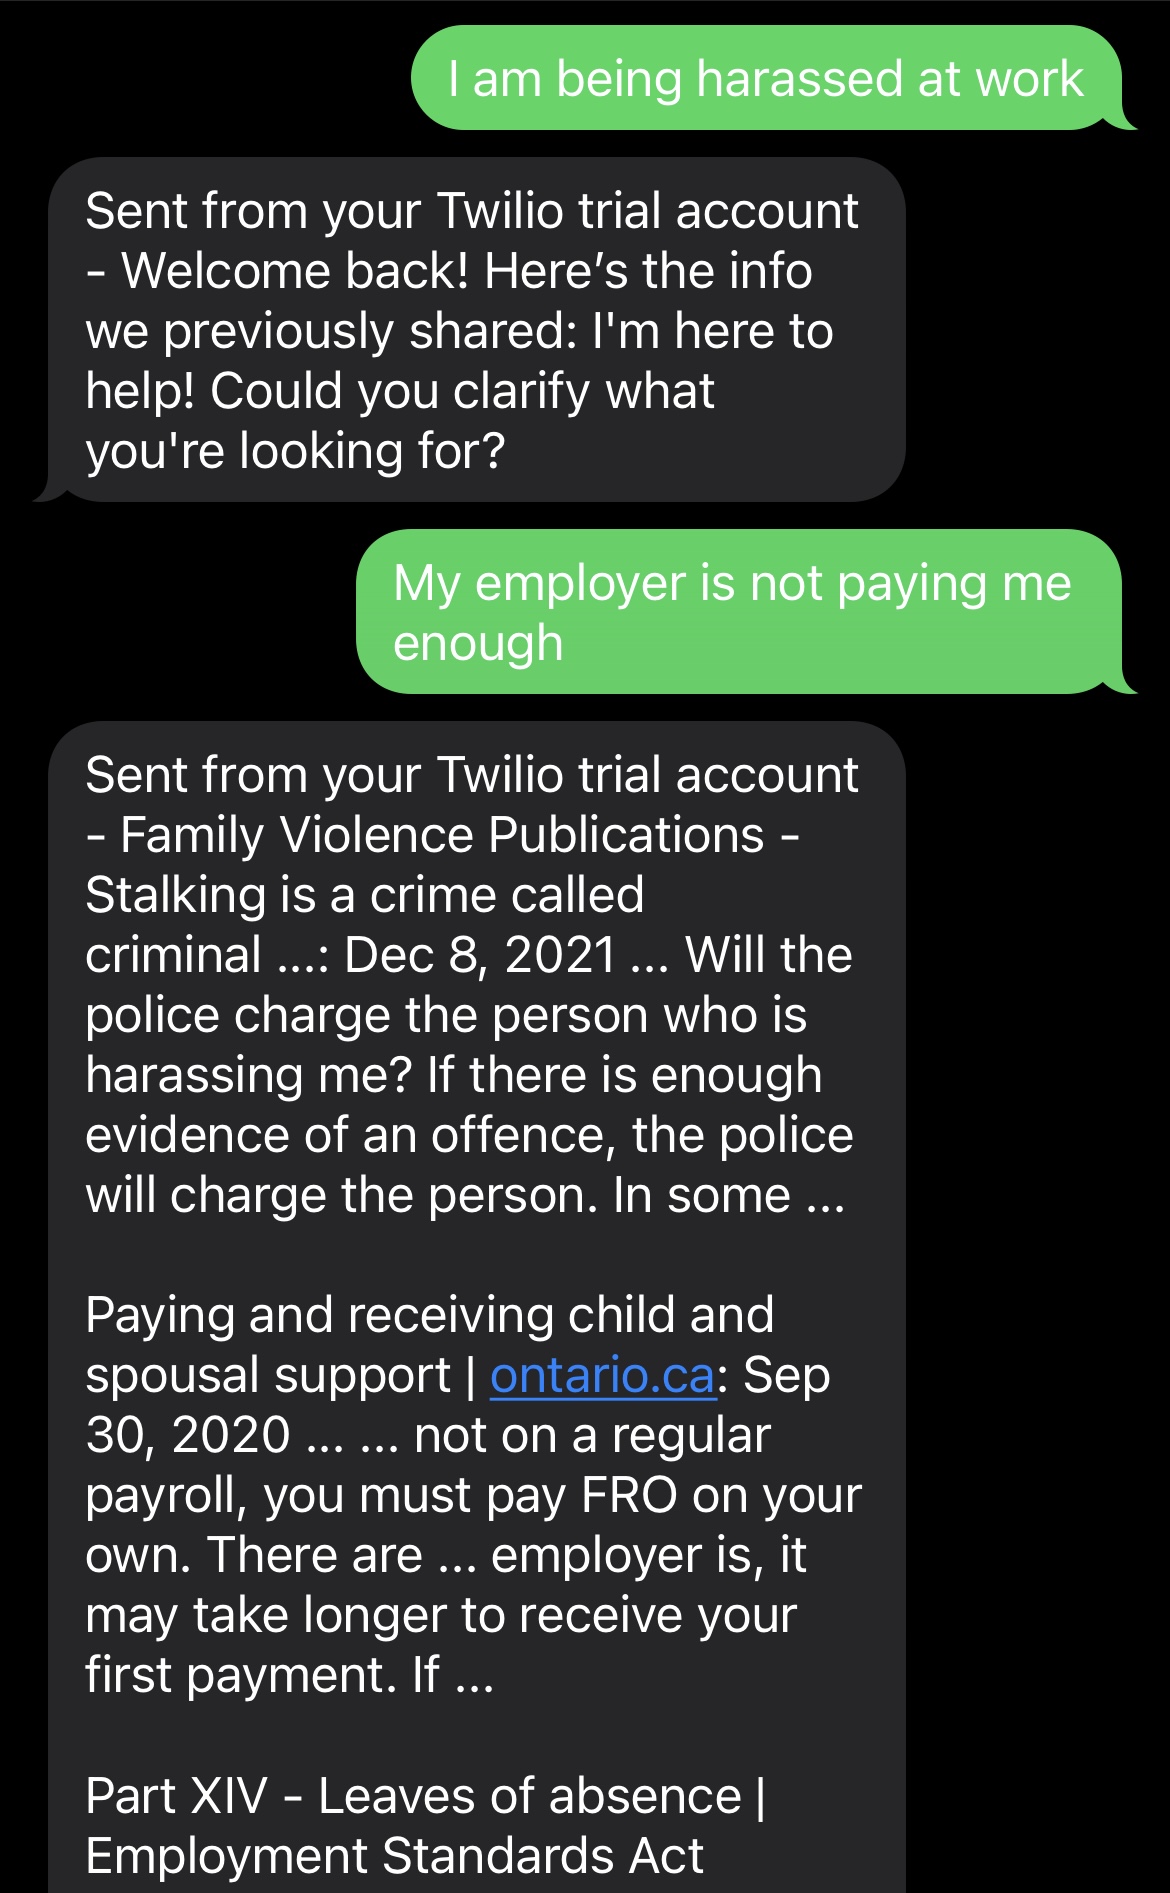 I am being harassed at work
Sent from your Twilio trial account
- Welcome back! Here’s the info
we previously shared: I'm here to
help! Could you clarify what
you're looking for?
My employer is not paying me
enough
Sent from your Twilio trial account
- Family Violence Publications -
Stalking is a crime called
criminal ...: Dec 8, 2021 ... Will the
police charge the person who is
harassing me? If there is enough
evidence of an offence, the police
will charge the person. In some ...
Paying and receiving child and
spousal support | ontario.ca: Sep
30, 2020 ... ... not on a regular
payroll, you must pay FRO on your
own. There are ... employer is, it
may take longer to receive your
first payment. If ...
Part XIV - Leaves of absence |
Employment Standards Act